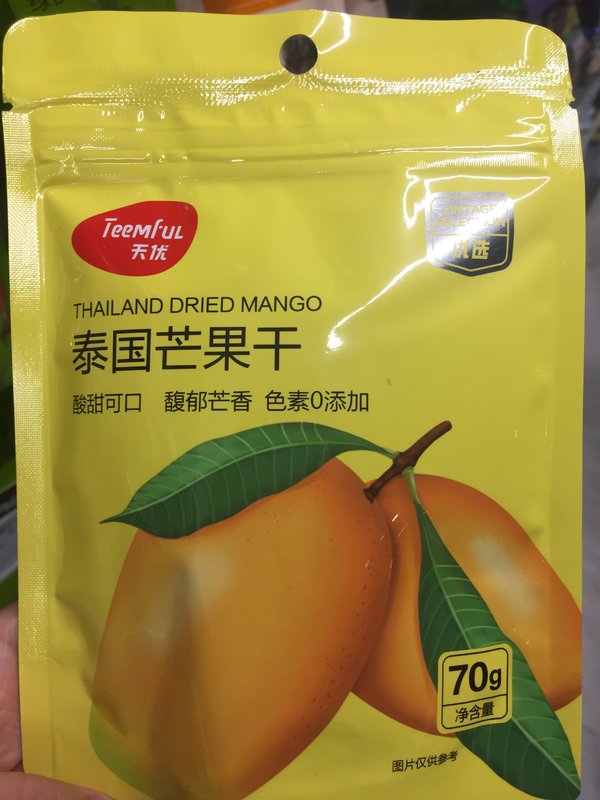 Teemful
天优
SELECTION
优选
THAILAND DRIED MANGO
泰国芒果干
酸甜可口 馥郁芒香 色素0添加
70g
净含量
图片仅供参考